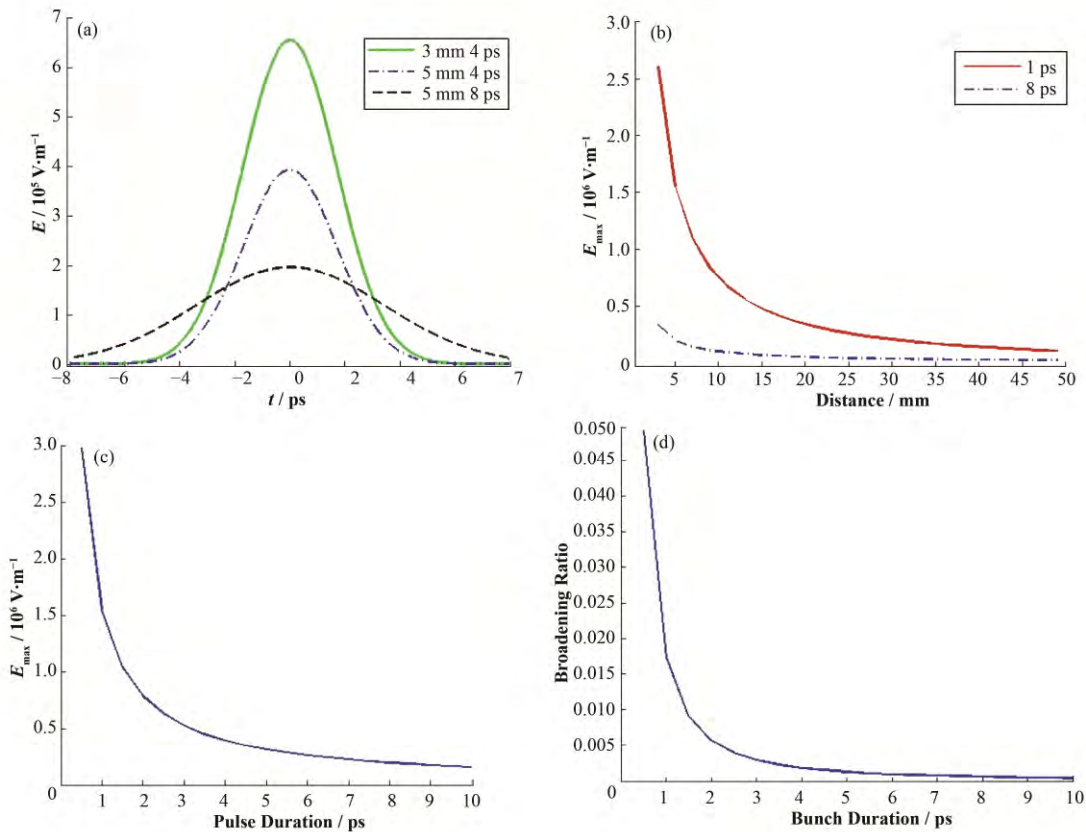 (a)
3 mm 4 ps
5 mm 4 ps
5 mm 8 ps
7
6
5
4
3
2
1
0
E / 10⁵ V·m⁻¹
−8 −4 −2 0 2 4 6 7
t / ps
(b)
1 ps
8 ps
3.0
2.5
2.0
1.5
1.0
0.5
0
E_max / 10⁶ V·m⁻¹
5 10 15 20 25 30 35 40 45 50
Distance / mm
(c)
3.0
2.5
2.0
1.5
1.0
0.5
0
E_max / 10⁶ V·m⁻¹
1 2 3 4 5 6 7 8 9 10
Pulse Duration / ps
(d)
0.050
0.045
0.040
0.035
0.030
0.025
0.020
0.015
0.010
0.005
0
Broadening Ratio
1 2 3 4 5 6 7 8 9 10
Bunch Duration / ps